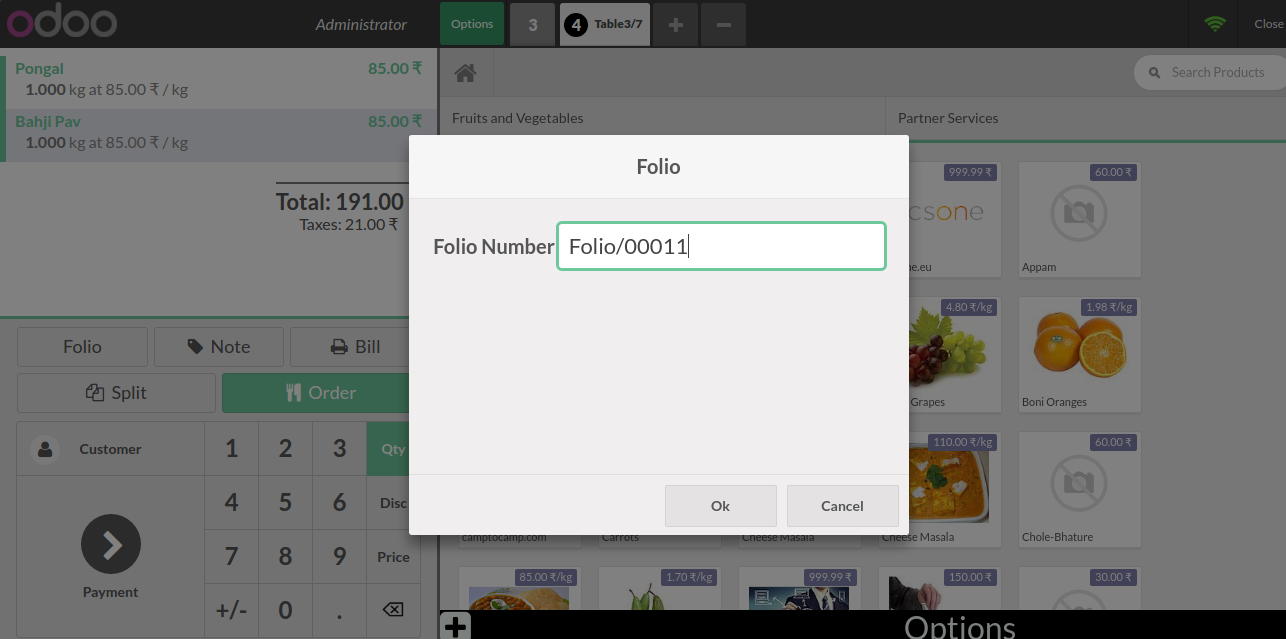 odoo
Administrator
Options
3
4 Table3/7
+
−
Close
Pongal 85.00 ₹
1.000 kg at 85.00 ₹ / kg
Bahji Pav 85.00 ₹
1.000 kg at 85.00 ₹ / kg
Total: 191.00
Taxes: 21.00 ₹
Search Products
Fruits and Vegetables
Partner Services
Folio
Folio Number Folio/00011
Ok
Cancel
Folio
Note
Bill
Split
Order
Customer
1 2 3 Qty
4 5 6 Disc
7 8 9 Price
+/- 0 .
Payment
999.99 ₹
csone
ne.eu
60.00 ₹
Appam
4.80 ₹/kg
Grapes
1.98 ₹/kg
Boni Oranges
camptocamp.com
Carrots
Cheese Masala
110.00 ₹/kg
Cheese Masala
60.00 ₹
Chole-Bhature
85.00 ₹/kg
1.70 ₹/kg
999.99 ₹
150.00 ₹
30.00 ₹
+
Options